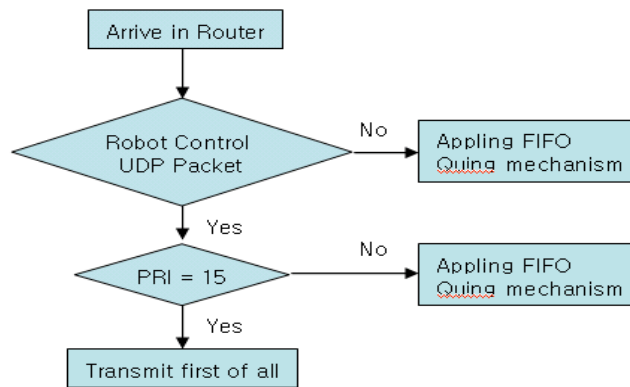 Arrive in Router
Robot Control
UDP Packet
No
Appling FIFO
Quing mechanism
Yes
PRI = 15
No
Appling FIFO
Quing mechanism
Yes
Transmit first of all